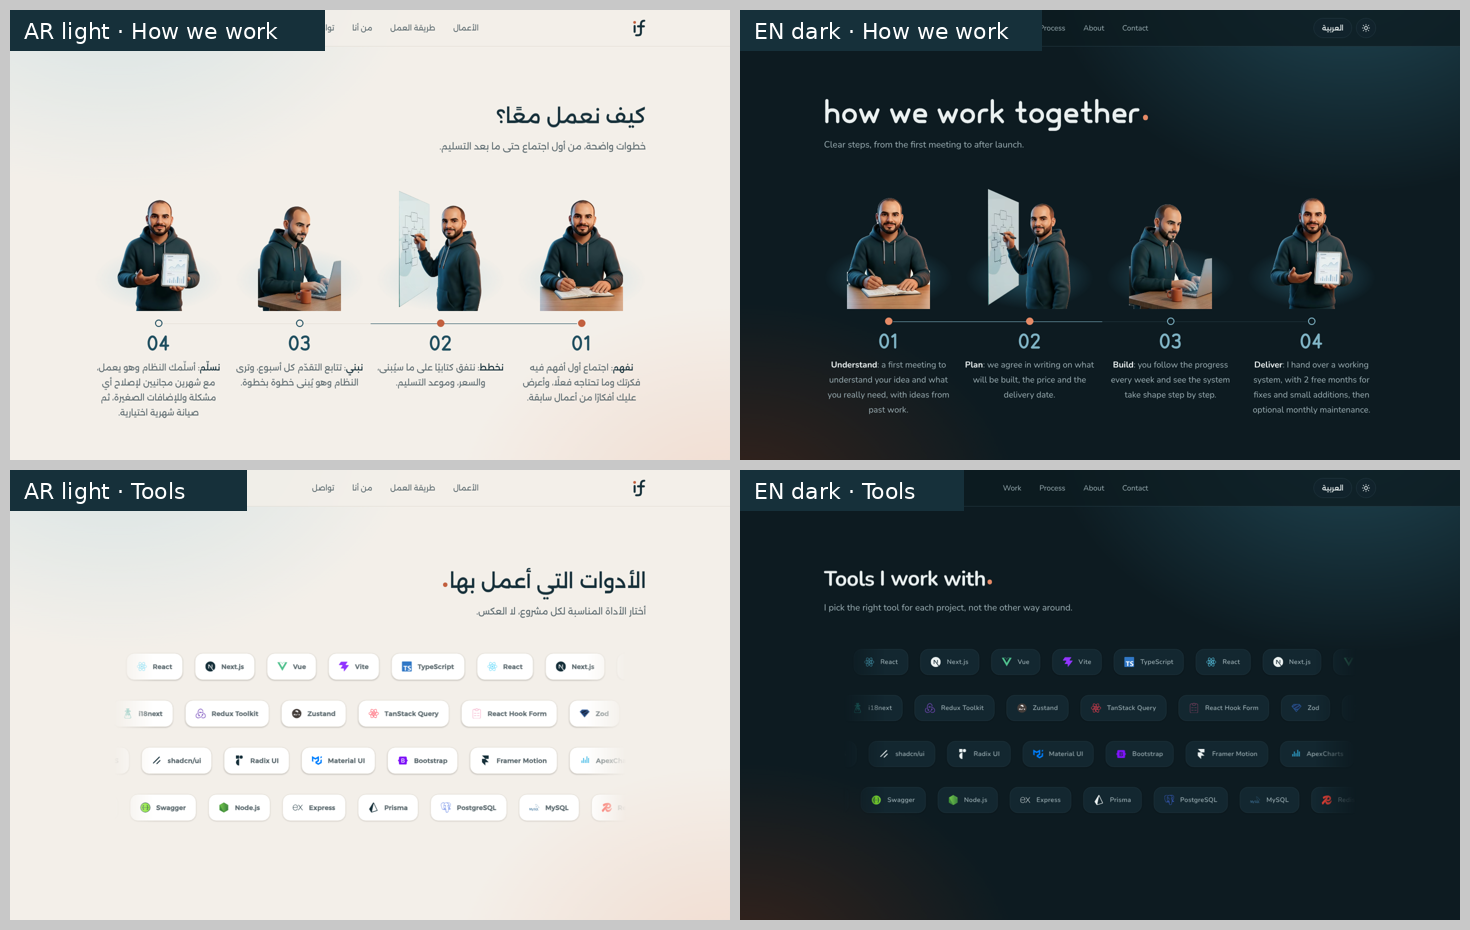 AR light · How we work
الأعمال طريقة العمل من أنا
if
كيف نعمل معًا؟
خطوات واضحة، من أول اجتماع حتى ما بعد التسليم.
01
نفهم: اجتماع أول أفهم فيه
فكرتك وما تحتاجه فعلًا، وأعرض
عليك أفكارًا من أعمال سابقة.
02
نخطط: نتفق كتابيًا على ما سيُبنى،
والسعر، وموعد التسليم.
03
نبني: تتابع التقدّم كل أسبوع، وترى
النظام وهو يُبنى خطوة بخطوة.
04
نسلّم: أسلّمك النظام وهو يعمل،
مع شهرين مجانيين لإصلاح أي
مشكلة وللإضافات الصغيرة، ثم
صيانة شهرية اختيارية.
EN dark · How we work
Process About Contact العربية
how we work together.
Clear steps, from the first meeting to after launch.
01
Understand: a first meeting to
understand your idea and what
you really need, with ideas from
past work.
02
Plan: we agree in writing on what
will be built, the price and the
delivery date.
03
Build: you follow the progress
every week and see the system
take shape step by step.
04
Deliver: I hand over a working
system, with 2 free months for
fixes and small additions, then
optional monthly maintenance.
AR light · Tools
الأعمال طريقة العمل من أنا تواصل
if
الأدوات التي أعمل بها.
أختار الأداة المناسبة لكل مشروع، لا العكس.
React Next.js Vue Vite TypeScript React Next.js
i18next Redux Toolkit Zustand TanStack Query React Hook Form Zod
shadcn/ui Radix UI Material UI Bootstrap Framer Motion ApexCharts
Swagger Node.js Express Prisma PostgreSQL MySQL
EN dark · Tools
Work Process About Contact العربية
Tools I work with.
I pick the right tool for each project, not the other way around.
React Next.js Vue Vite TypeScript React Next.js
i18next Redux Toolkit Zustand TanStack Query React Hook Form Zod
shadcn/ui Radix UI Material UI Bootstrap Framer Motion ApexCharts
Swagger Node.js Express Prisma PostgreSQL MySQL